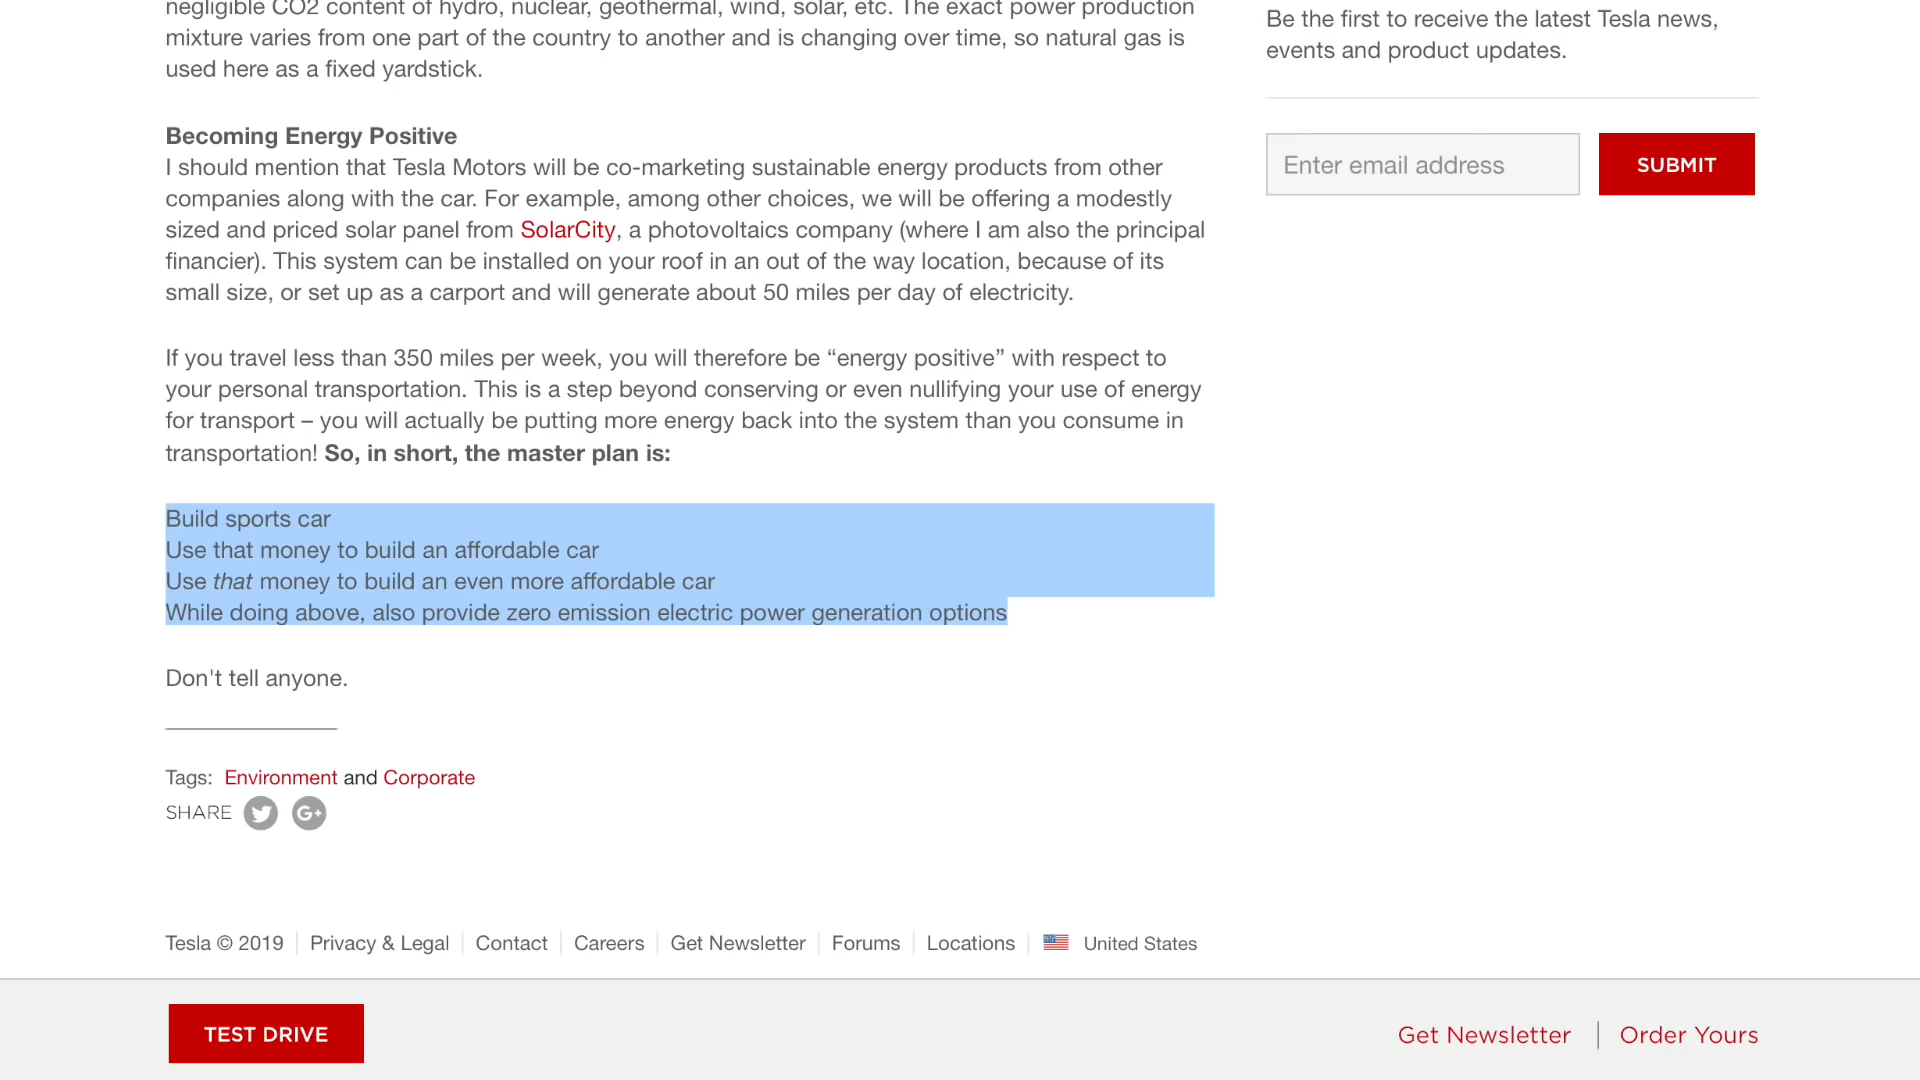 negligible CO2 content of hydro, nuclear, geothermal, wind, solar, etc. The exact power production
mixture varies from one part of the country to another and is changing over time, so natural gas is
used here as a fixed yardstick.
Becoming Energy Positive
I should mention that Tesla Motors will be co-marketing sustainable energy products from other
companies along with the car. For example, among other choices, we will be offering a modestly
sized and priced solar panel from SolarCity, a photovoltaics company (where I am also the principal
financier). This system can be installed on your roof in an out of the way location, because of its
small size, or set up as a carport and will generate about 50 miles per day of electricity.
If you travel less than 350 miles per week, you will therefore be “energy positive” with respect to
your personal transportation. This is a step beyond conserving or even nullifying your use of energy
for transport – you will actually be putting more energy back into the system than you consume in
transportation! So, in short, the master plan is:
Build sports car
Use that money to build an affordable car
Use that money to build an even more affordable car
While doing above, also provide zero emission electric power generation options
Don't tell anyone.
Tags: Environment and Corporate
SHARE
G+
Be the first to receive the latest Tesla news,
events and product updates.
Enter email address
SUBMIT
Tesla © 2019 Privacy & Legal Contact Careers Get Newsletter Forums Locations United States
TEST DRIVE
Get Newsletter Order Yours